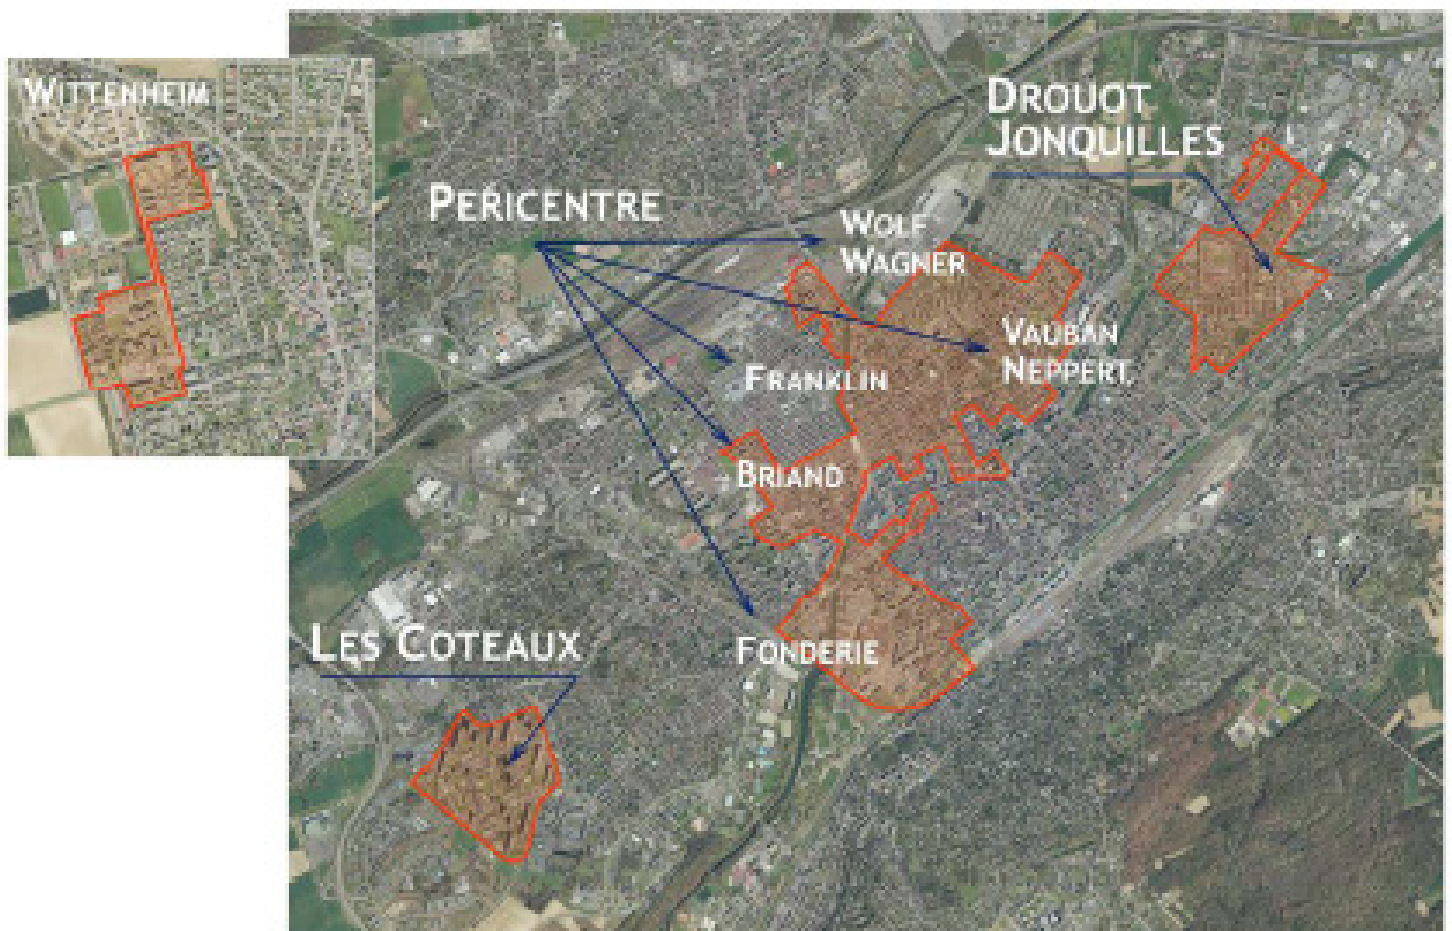 WITTENHEIM
DROUOT
JONQUILLES
PERICENTRE
WOLF
WAGNER
VAUBAN
NEPPERT.
FRANKLIN
BRIAND
LES COTEAUX
FONDERIE